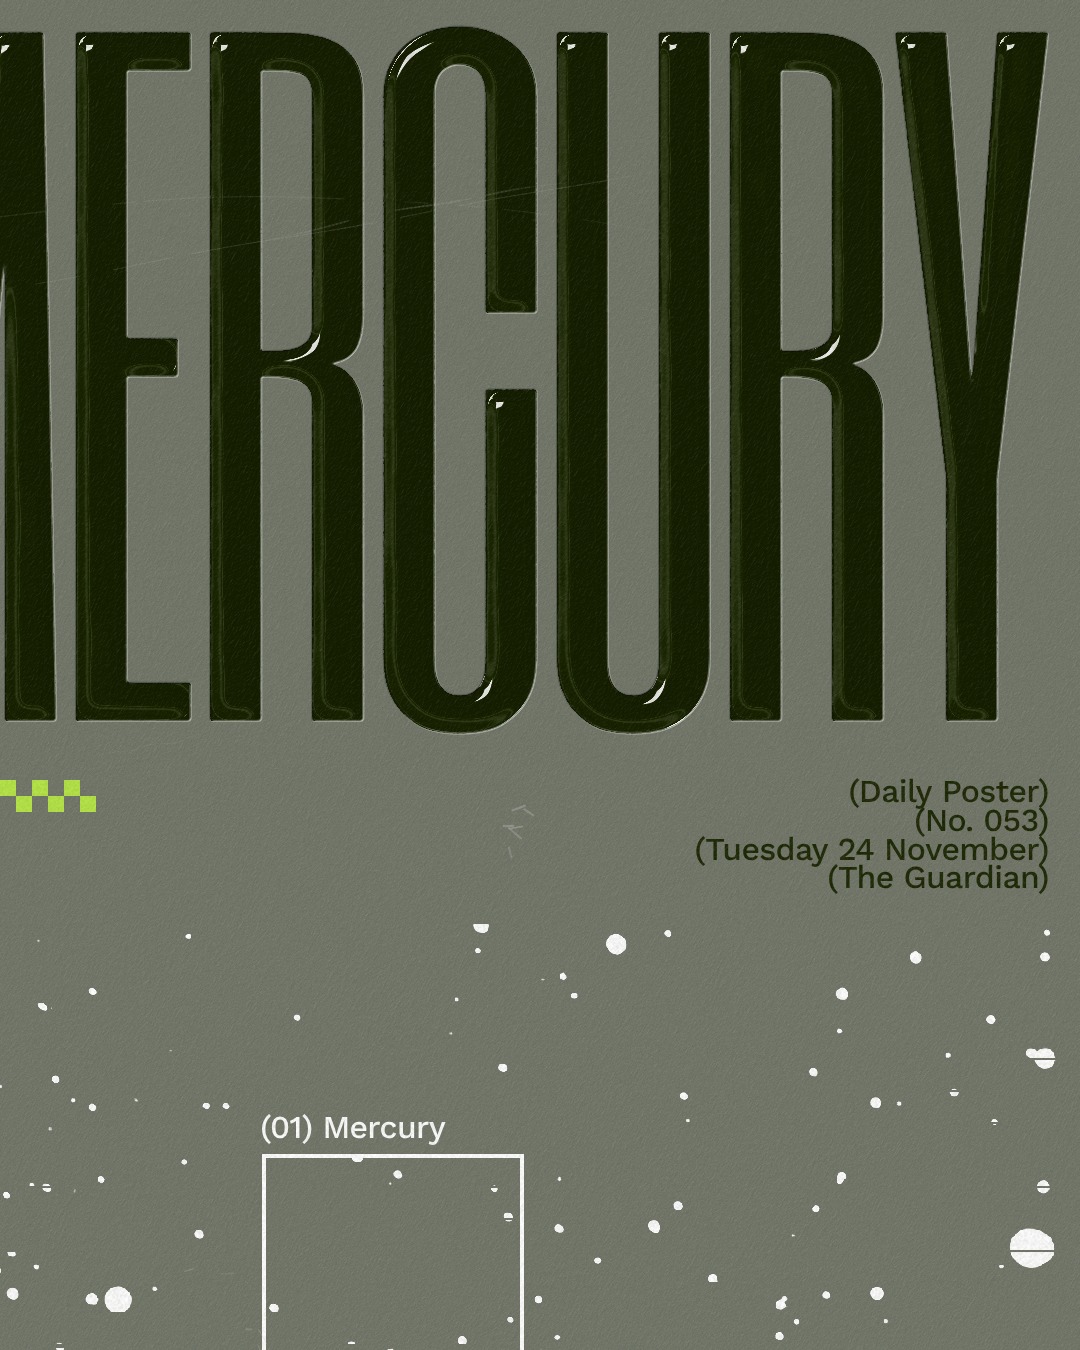 MERCURY
(Daily Poster)
(No. 053)
(Tuesday 24 November)
(The Guardian)
(01) Mercury